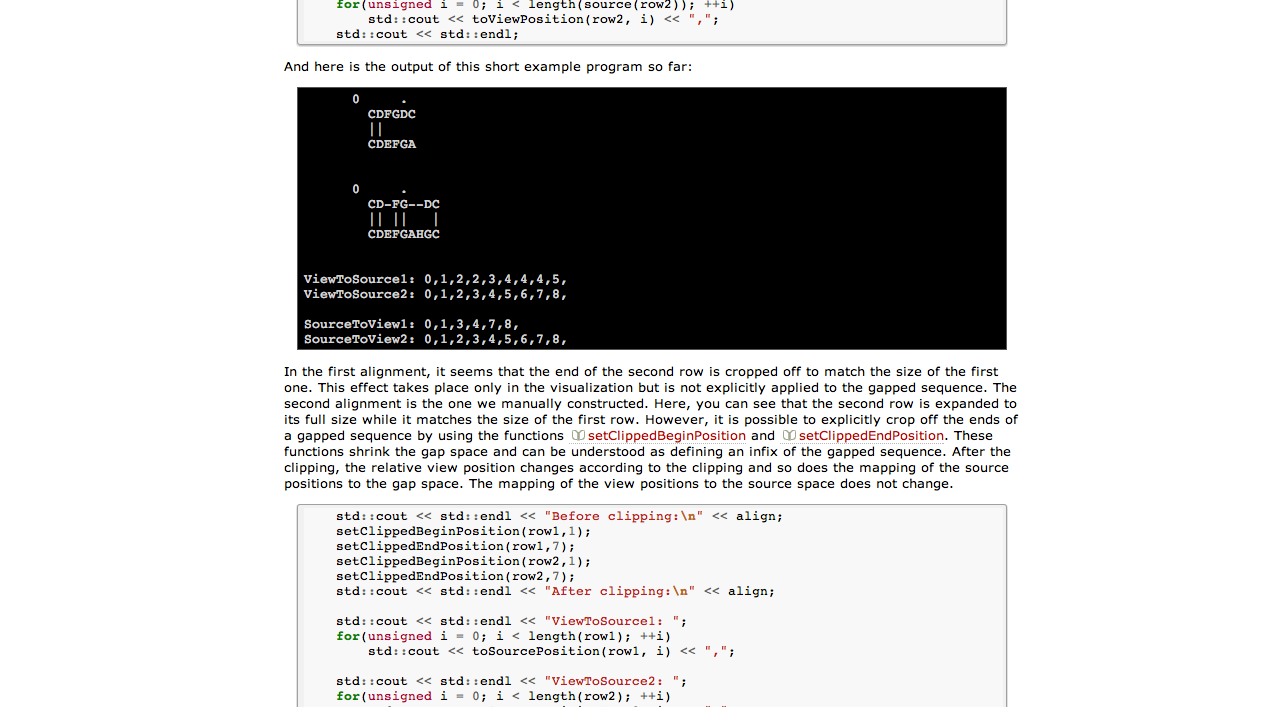 for(unsigned i = 0; i < length(source(row2)); ++i)
std::cout << toViewPosition(row2, i) << ",";
std::cout << std::endl;
And here is the output of this short example program so far:
0     .
CDFGDC
||
CDEFGA
0     .
CD-FG--DC
|| ||   |
CDEFGAHGC
ViewToSource1: 0,1,2,2,3,4,4,4,5,
ViewToSource2: 0,1,2,3,4,5,6,7,8,
SourceToView1: 0,1,3,4,7,8,
SourceToView2: 0,1,2,3,4,5,6,7,8,
In the first alignment, it seems that the end of the second row is cropped off to match the size of the first
one. This effect takes place only in the visualization but is not explicitly applied to the gapped sequence. The
second alignment is the one we manually constructed. Here, you can see that the second row is expanded to
its full size while it matches the size of the first row. However, it is possible to explicitly crop off the ends of
a gapped sequence by using the functions setClippedBeginPosition and setClippedEndPosition. These
functions shrink the gap space and can be understood as defining an infix of the gapped sequence. After the
clipping, the relative view position changes according to the clipping and so does the mapping of the source
positions to the gap space. The mapping of the view positions to the source space does not change.
std::cout << std::endl << "Before clipping:\n" << align;
setClippedBeginPosition(row1,1);
setClippedEndPosition(row1,7);
setClippedBeginPosition(row2,1);
setClippedEndPosition(row2,7);
std::cout << std::endl << "After clipping:\n" << align;
std::cout << std::endl << "ViewToSource1: ";
for(unsigned i = 0; i < length(row1); ++i)
std::cout << toSourcePosition(row1, i) << ",";
std::cout << std::endl << "ViewToSource2: ";
for(unsigned i = 0; i < length(row2); ++i)